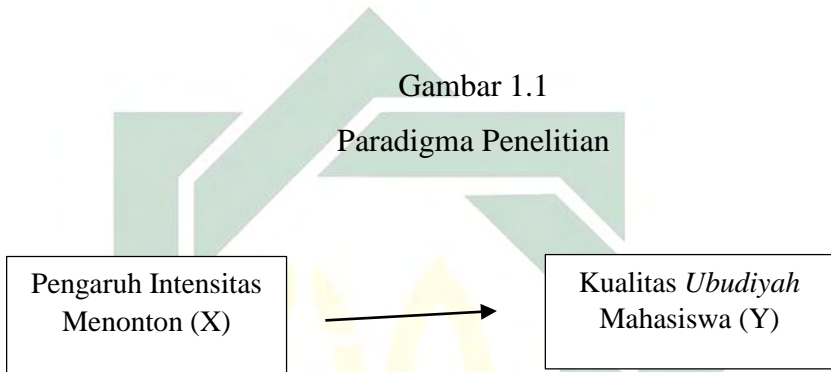 Gambar 1.1
Paradigma Penelitian
Pengaruh Intensitas
Menonton (X)
Kualitas Ubudiyah
Mahasiswa (Y)